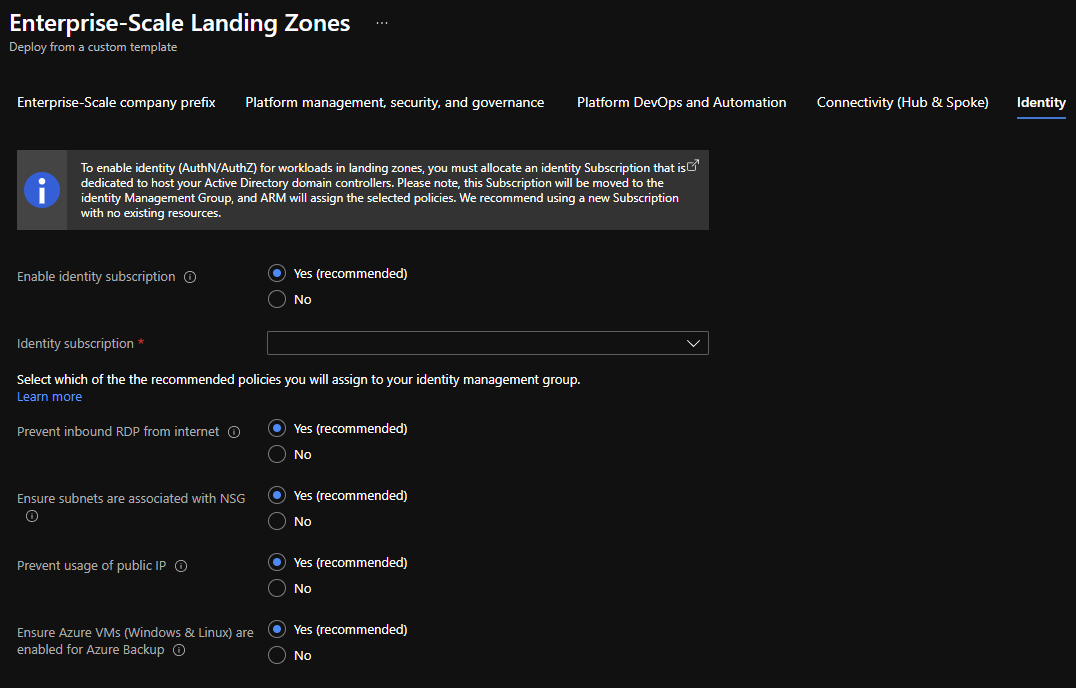 Enterprise-Scale Landing Zones ...
Deploy from a custom template
Enterprise-Scale company prefix Platform management, security, and governance Platform DevOps and Automation Connectivity (Hub & Spoke) Identity
To enable identity (AuthN/AuthZ) for workloads in landing zones, you must allocate an identity Subscription that is
dedicated to host your Active Directory domain controllers. Please note, this Subscription will be moved to the
identity Management Group, and ARM will assign the selected policies. We recommend using a new Subscription
with no existing resources.
Enable identity subscription
Yes (recommended)
No
Identity subscription *
Select which of the the recommended policies you will assign to your identity management group.
Learn more
Prevent inbound RDP from internet
Yes (recommended)
No
Ensure subnets are associated with NSG
Yes (recommended)
No
Prevent usage of public IP
Yes (recommended)
No
Ensure Azure VMs (Windows & Linux) are
enabled for Azure Backup
Yes (recommended)
No